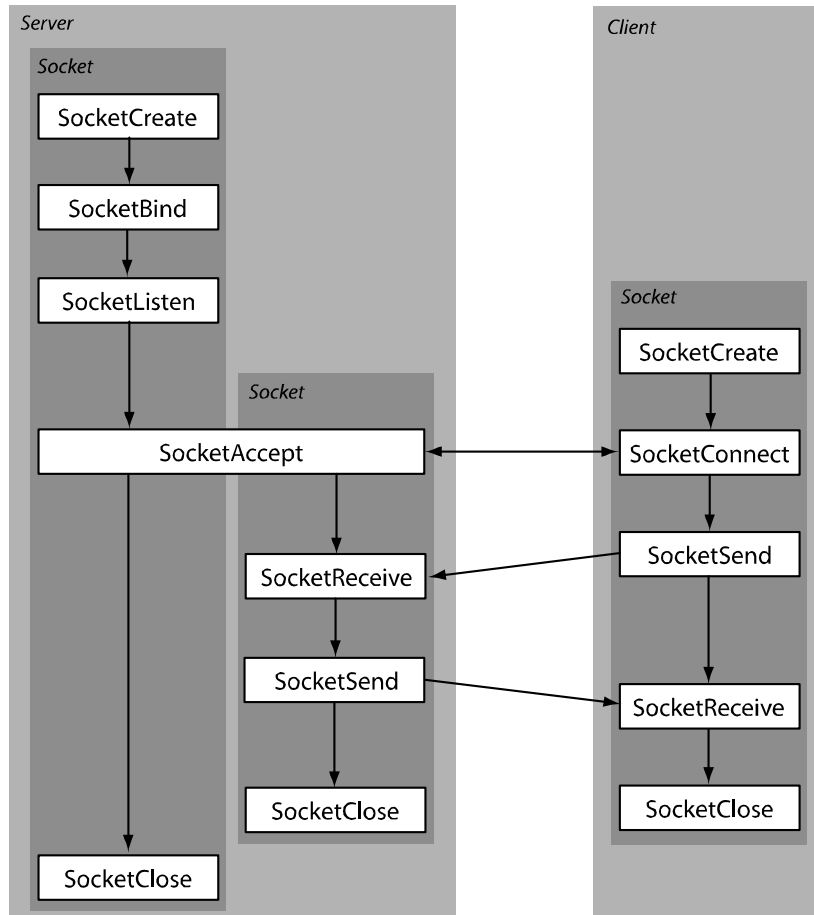 Server
Socket
SocketCreate
SocketBind
SocketListen
Socket
SocketAccept
SocketReceive
SocketSend
SocketClose
SocketClose
Client
Socket
SocketCreate
SocketConnect
SocketSend
SocketReceive
SocketClose